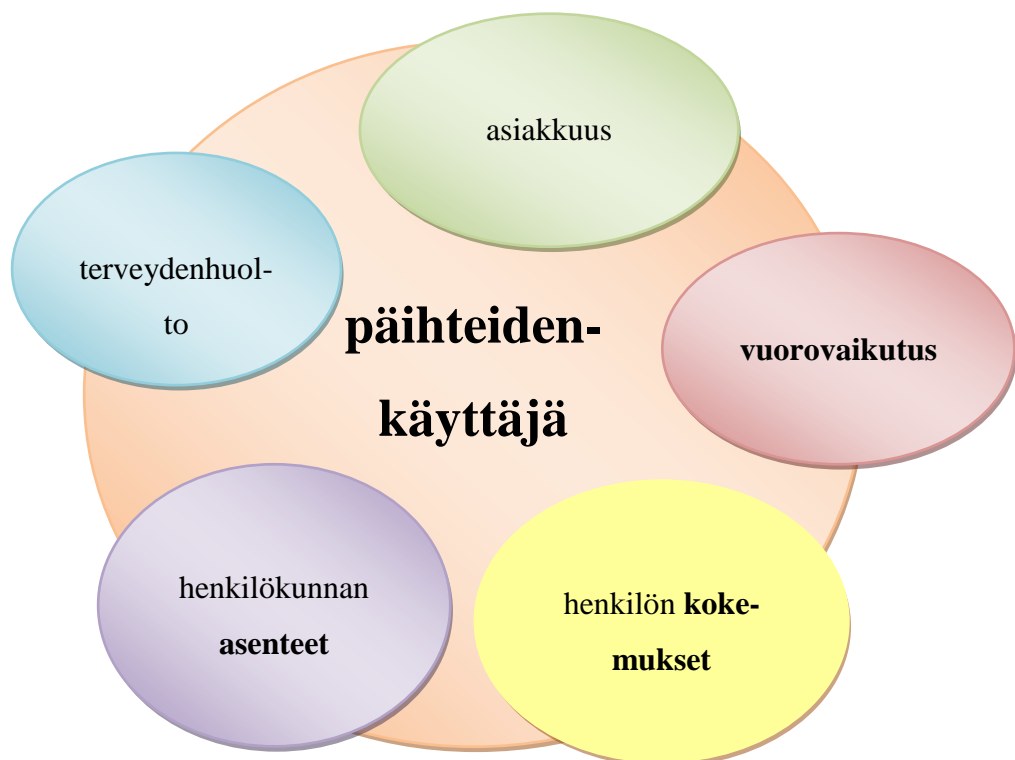 asiakkuus
terveydenhuol-
to
päihteiden-
käyttäjä
vuorovaikutus
henkilökunnan
asenteet
henkilön koke-
mukset